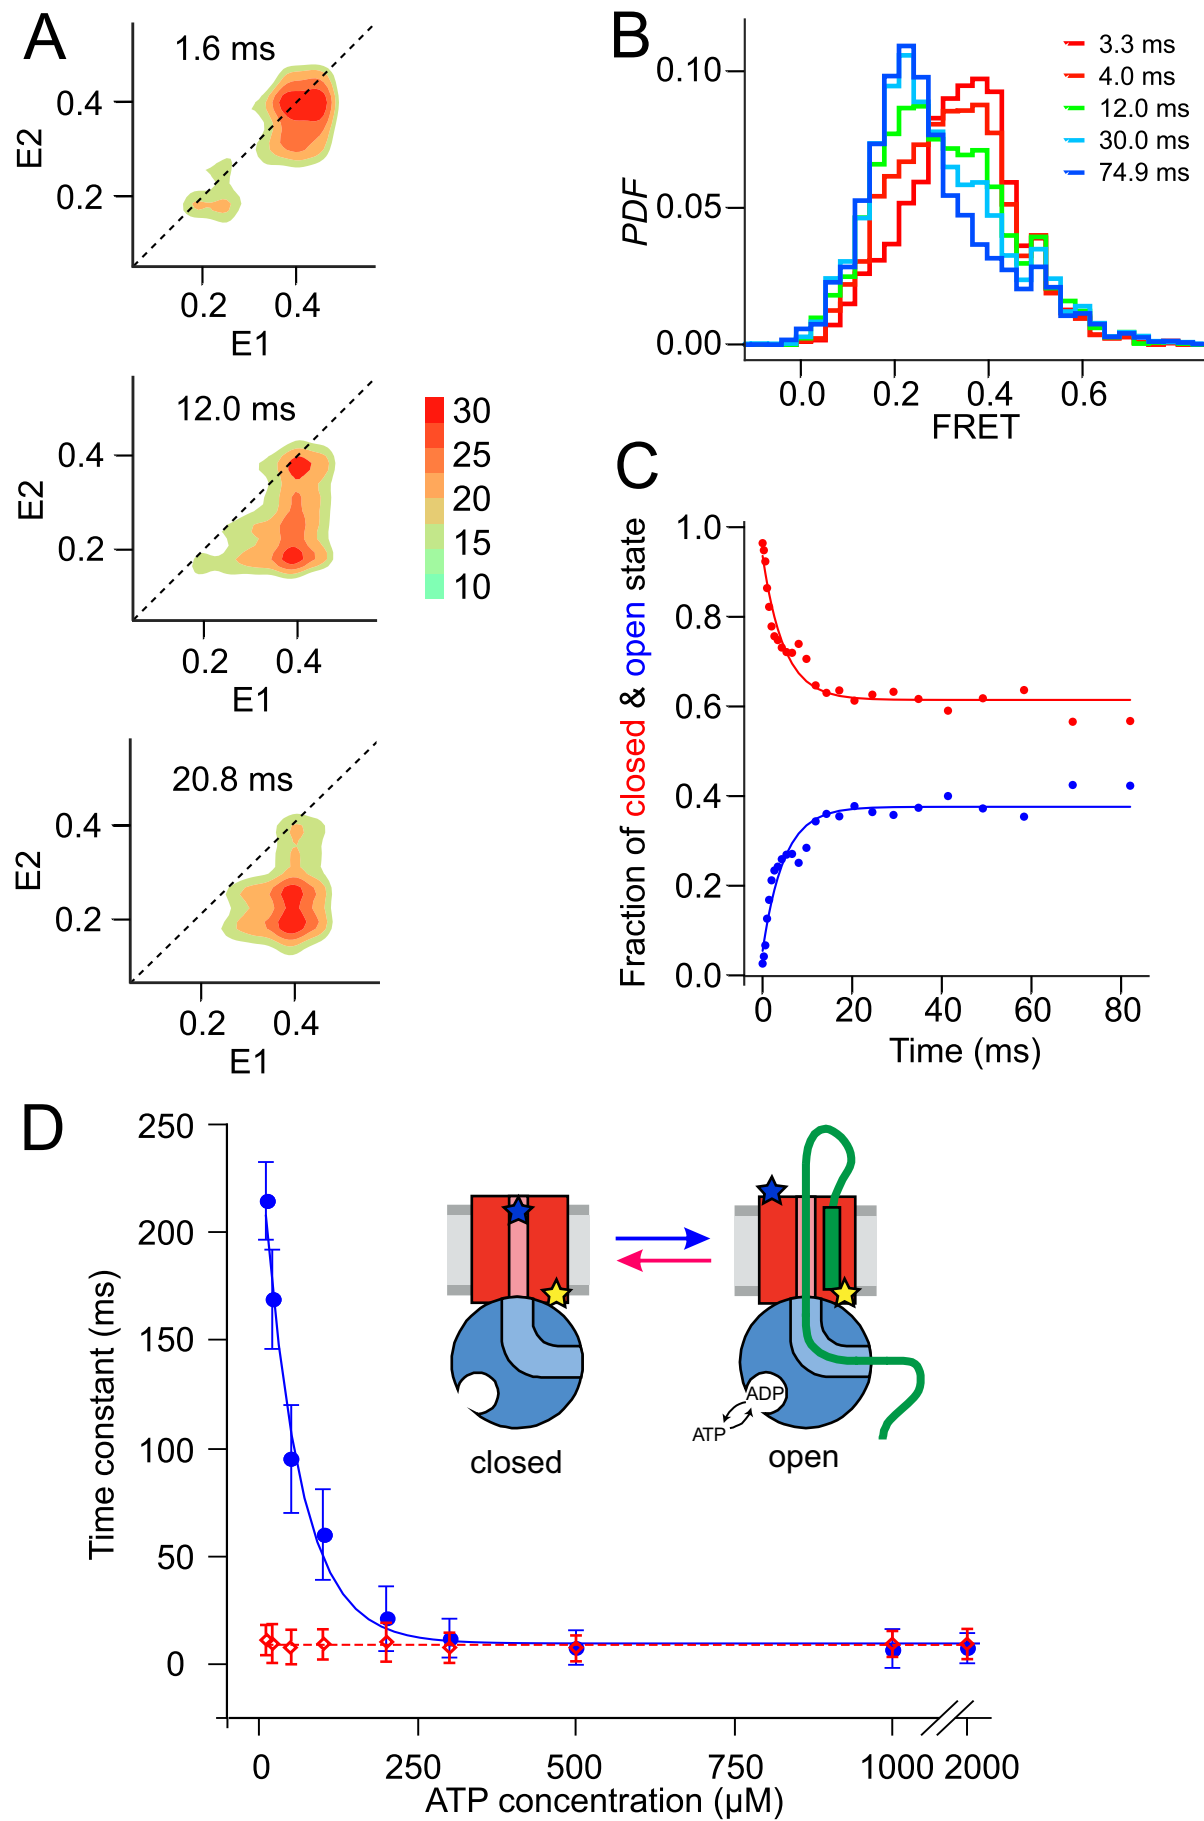 A
1.6 ms
E2
0.4
0.2
0.2 0.4
E1
12.0 ms
E2
0.4
0.2
0.2 0.4
E1
30
25
20
15
10
20.8 ms
E2
0.4
0.2
0.2 0.4
E1
B
PDF
0.10
0.05
0.00
0.0 0.2 0.4 0.6
FRET
3.3 ms
4.0 ms
12.0 ms
30.0 ms
74.9 ms
C
Fraction of closed & open state
1.0
0.8
0.6
0.4
0.2
0.0
0 20 40 60 80
Time (ms)
D
Time constant (ms)
250
200
150
100
50
0
0 250 500 750 1000 2000
ATP concentration (µM)
closed
ADP
ATP
open